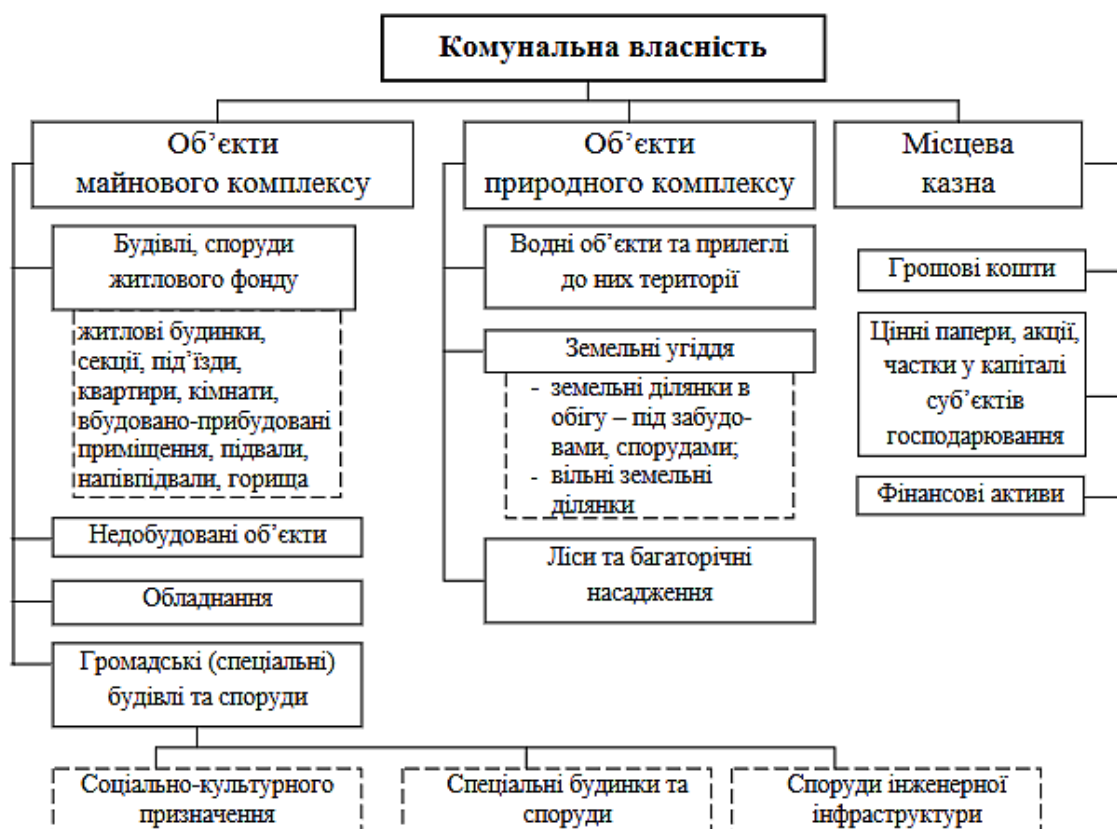 Комунальна власність
Об’єкти
майнового комплексу
Будівлі, споруди
житлового фонду
житлові будинки,
секції, під’їзди,
квартири, кімнати,
вбудовано-прибудовані
приміщення, підвали,
напівпідвали, горища
Недобудовані об’єкти
Обладнання
Громадські (спеціальні)
будівлі та споруди
Соціально-культурного
призначення
Спеціальні будинки та
споруди
Споруди інженерної
інфраструктури
Об’єкти
природного комплексу
Водні об’єкти та прилеглі
до них території
Земельні угіддя
- земельні ділянки в
обігу – під забудо-
вами, спорудами;
- вільні земельні
ділянки
Ліси та багаторічні
насадження
Місцева
казна
Грошові кошти
Цінні папери, акції,
частки у капіталі
суб’єктів
господарювання
Фінансові активи